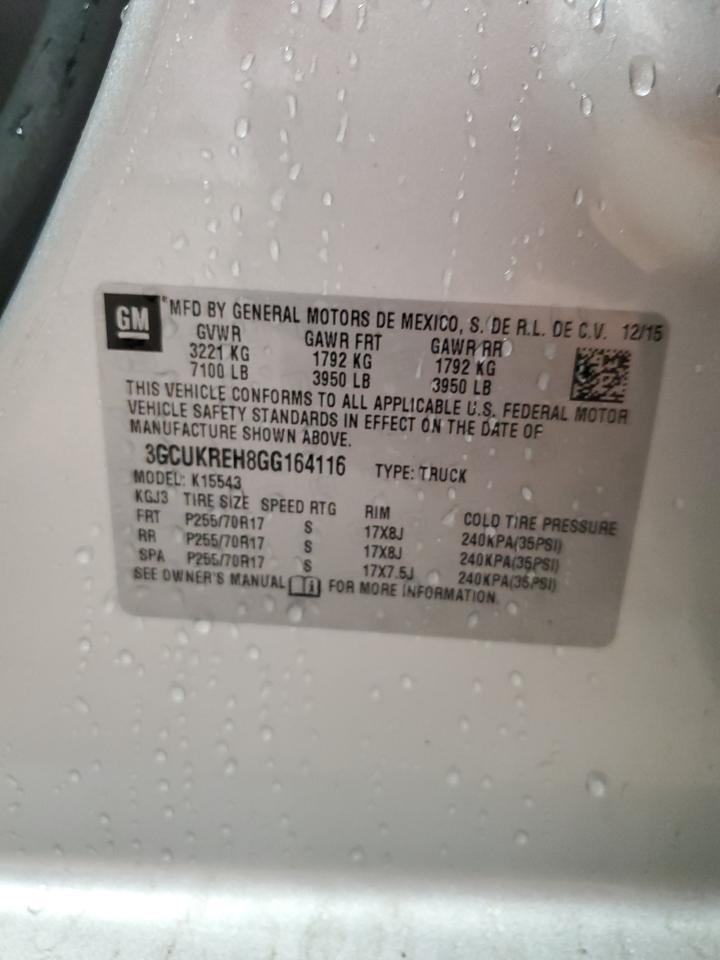 GM
®MFD BY GENERAL MOTORS DE MEXICO, S. DE R.L. DE C.V. 12/15
GVWR GAWR FRT GAWR RR
3221 KG 1792 KG 1792 KG
7100 LB 3950 LB 3950 LB
THIS VEHICLE CONFORMS TO ALL APPLICABLE U.S. FEDERAL MOTOR
VEHICLE SAFETY STANDARDS IN EFFECT ON THE DATE OF
MANUFACTURE SHOWN ABOVE.
3GCUKREH8GG164116 TYPE: TRUCK
MODEL: K15543
KGJ3 TIRE SIZE SPEED RTG RIM COLD TIRE PRESSURE
FRT P255/70R17 S 17X8J 240KPA(35PSI)
RR P255/70R17 S 17X8J 240KPA(35PSI)
SPA P255/70R17 S 17X7.5J 240KPA(35PSI)
SEE OWNER'S MANUAL i FOR MORE INFORMATION.